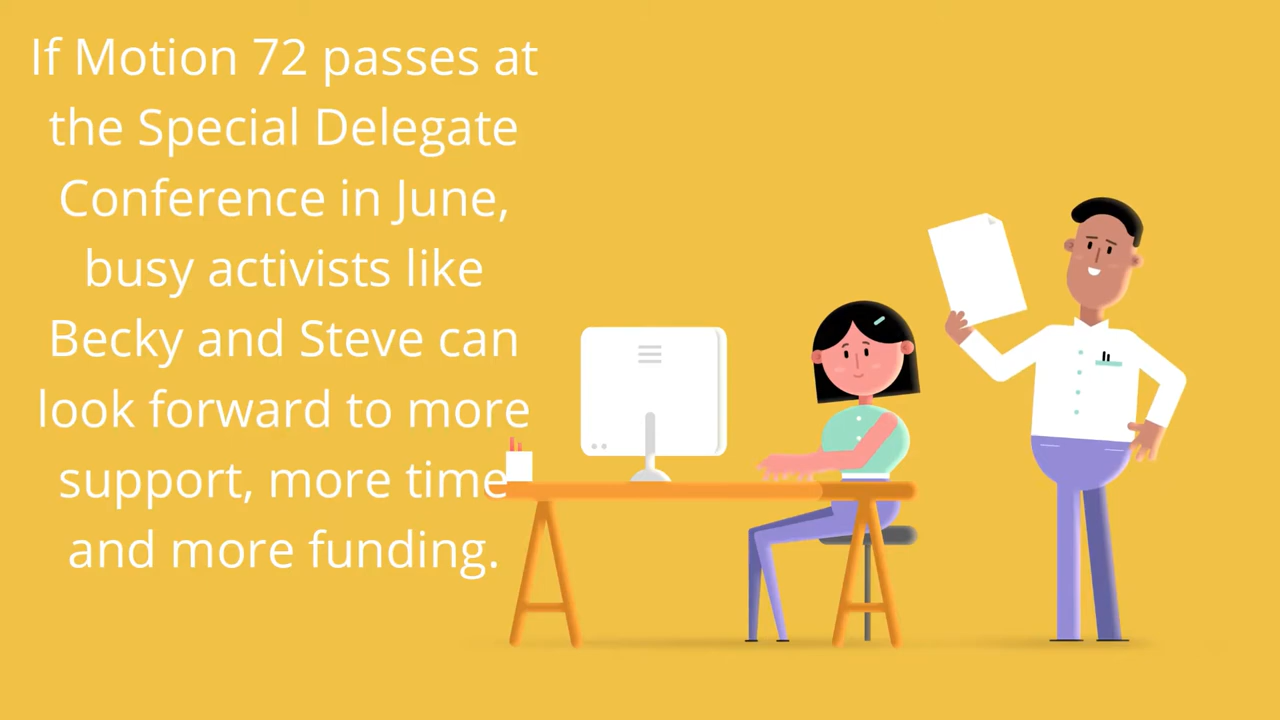 If Motion 72 passes at
the Special Delegate
Conference in June,
busy activists like
Becky and Steve can
look forward to more
support, more time
and more funding.